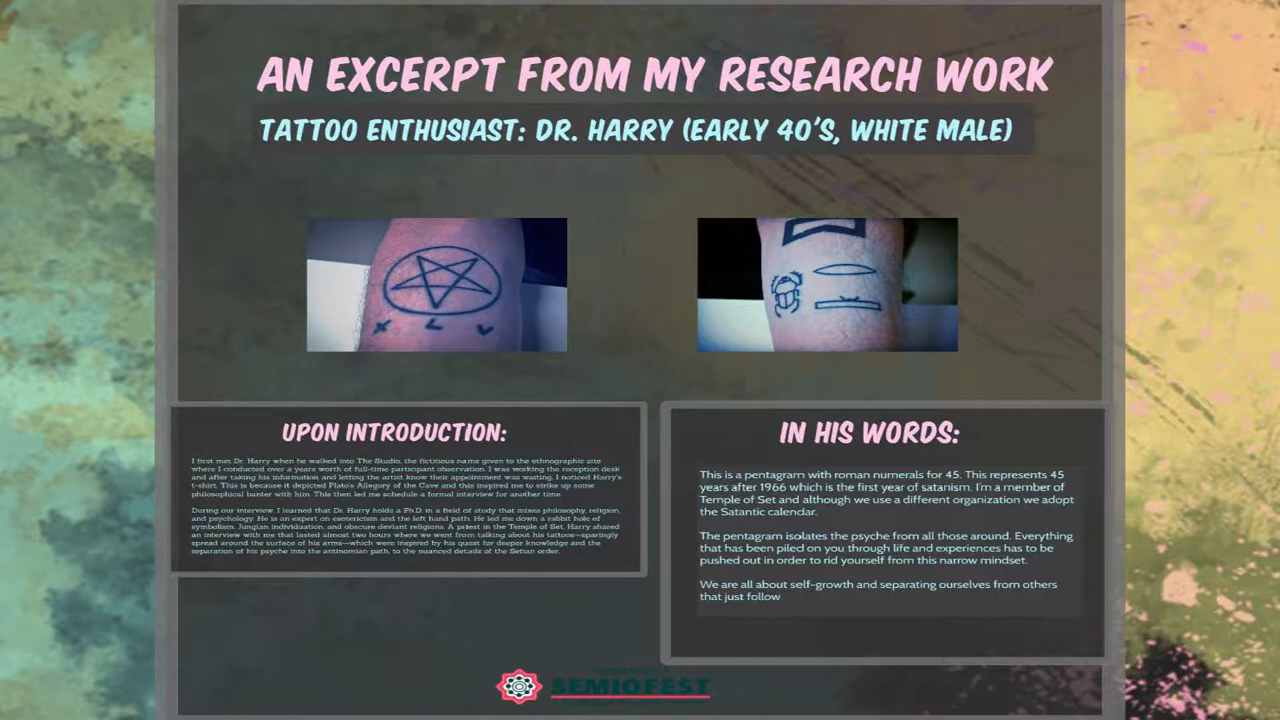 AN EXCERPT FROM MY RESEARCH WORK
TATTOO ENTHUSIAST: DR. HARRY (EARLY 40'S, WHITE MALE)
X L V
UPON INTRODUCTION:
I first met Dr. Harry when he walked into The Studio, the fictitious name given to the ethnographic site
where I conducted over a years worth of full-time participant observation. I was working the reception desk
and after taking his information and letting the artist know their appointment was waiting, I noticed Harry's
t-shirt. This is because it depicted Plato's Allegory of the Cave and this inspired me to strike up some
philosophical banter with him. This then led me schedule a formal interview for another time.
During our interview, I learned that Dr. Harry holds a Ph.D. in a field of study that mixes philosophy, religion,
and psychology. He is an expert on esotericism and the left hand path. He led me down a rabbit hole of
symbolism, Jungian individuation, and obscure deviant religions. A priest in the Temple of Set, Harry shared
an interview with me that lasted almost two hours where we went from talking about his tattoos—sparingly
spread around the surface of his arms—which were inspired by his quest for deeper knowledge and the
separation of his psyche into the antinomian path, to the nuanced details of the Setian order.
IN HIS WORDS:
This is a pentagram with roman numerals for 45. This represents 45
years after 1966 which is the first year of satanism. I'm a member of
Temple of Set and although we use a different organization we adopt
the Satantic calendar.
The pentagram isolates the psyche from all those around. Everything
that has been piled on you through life and experiences has to be
pushed out in order to rid yourself from this narrow mindset.
We are all about self-growth and separating ourselves from others
that just follow
SEMIOFEST